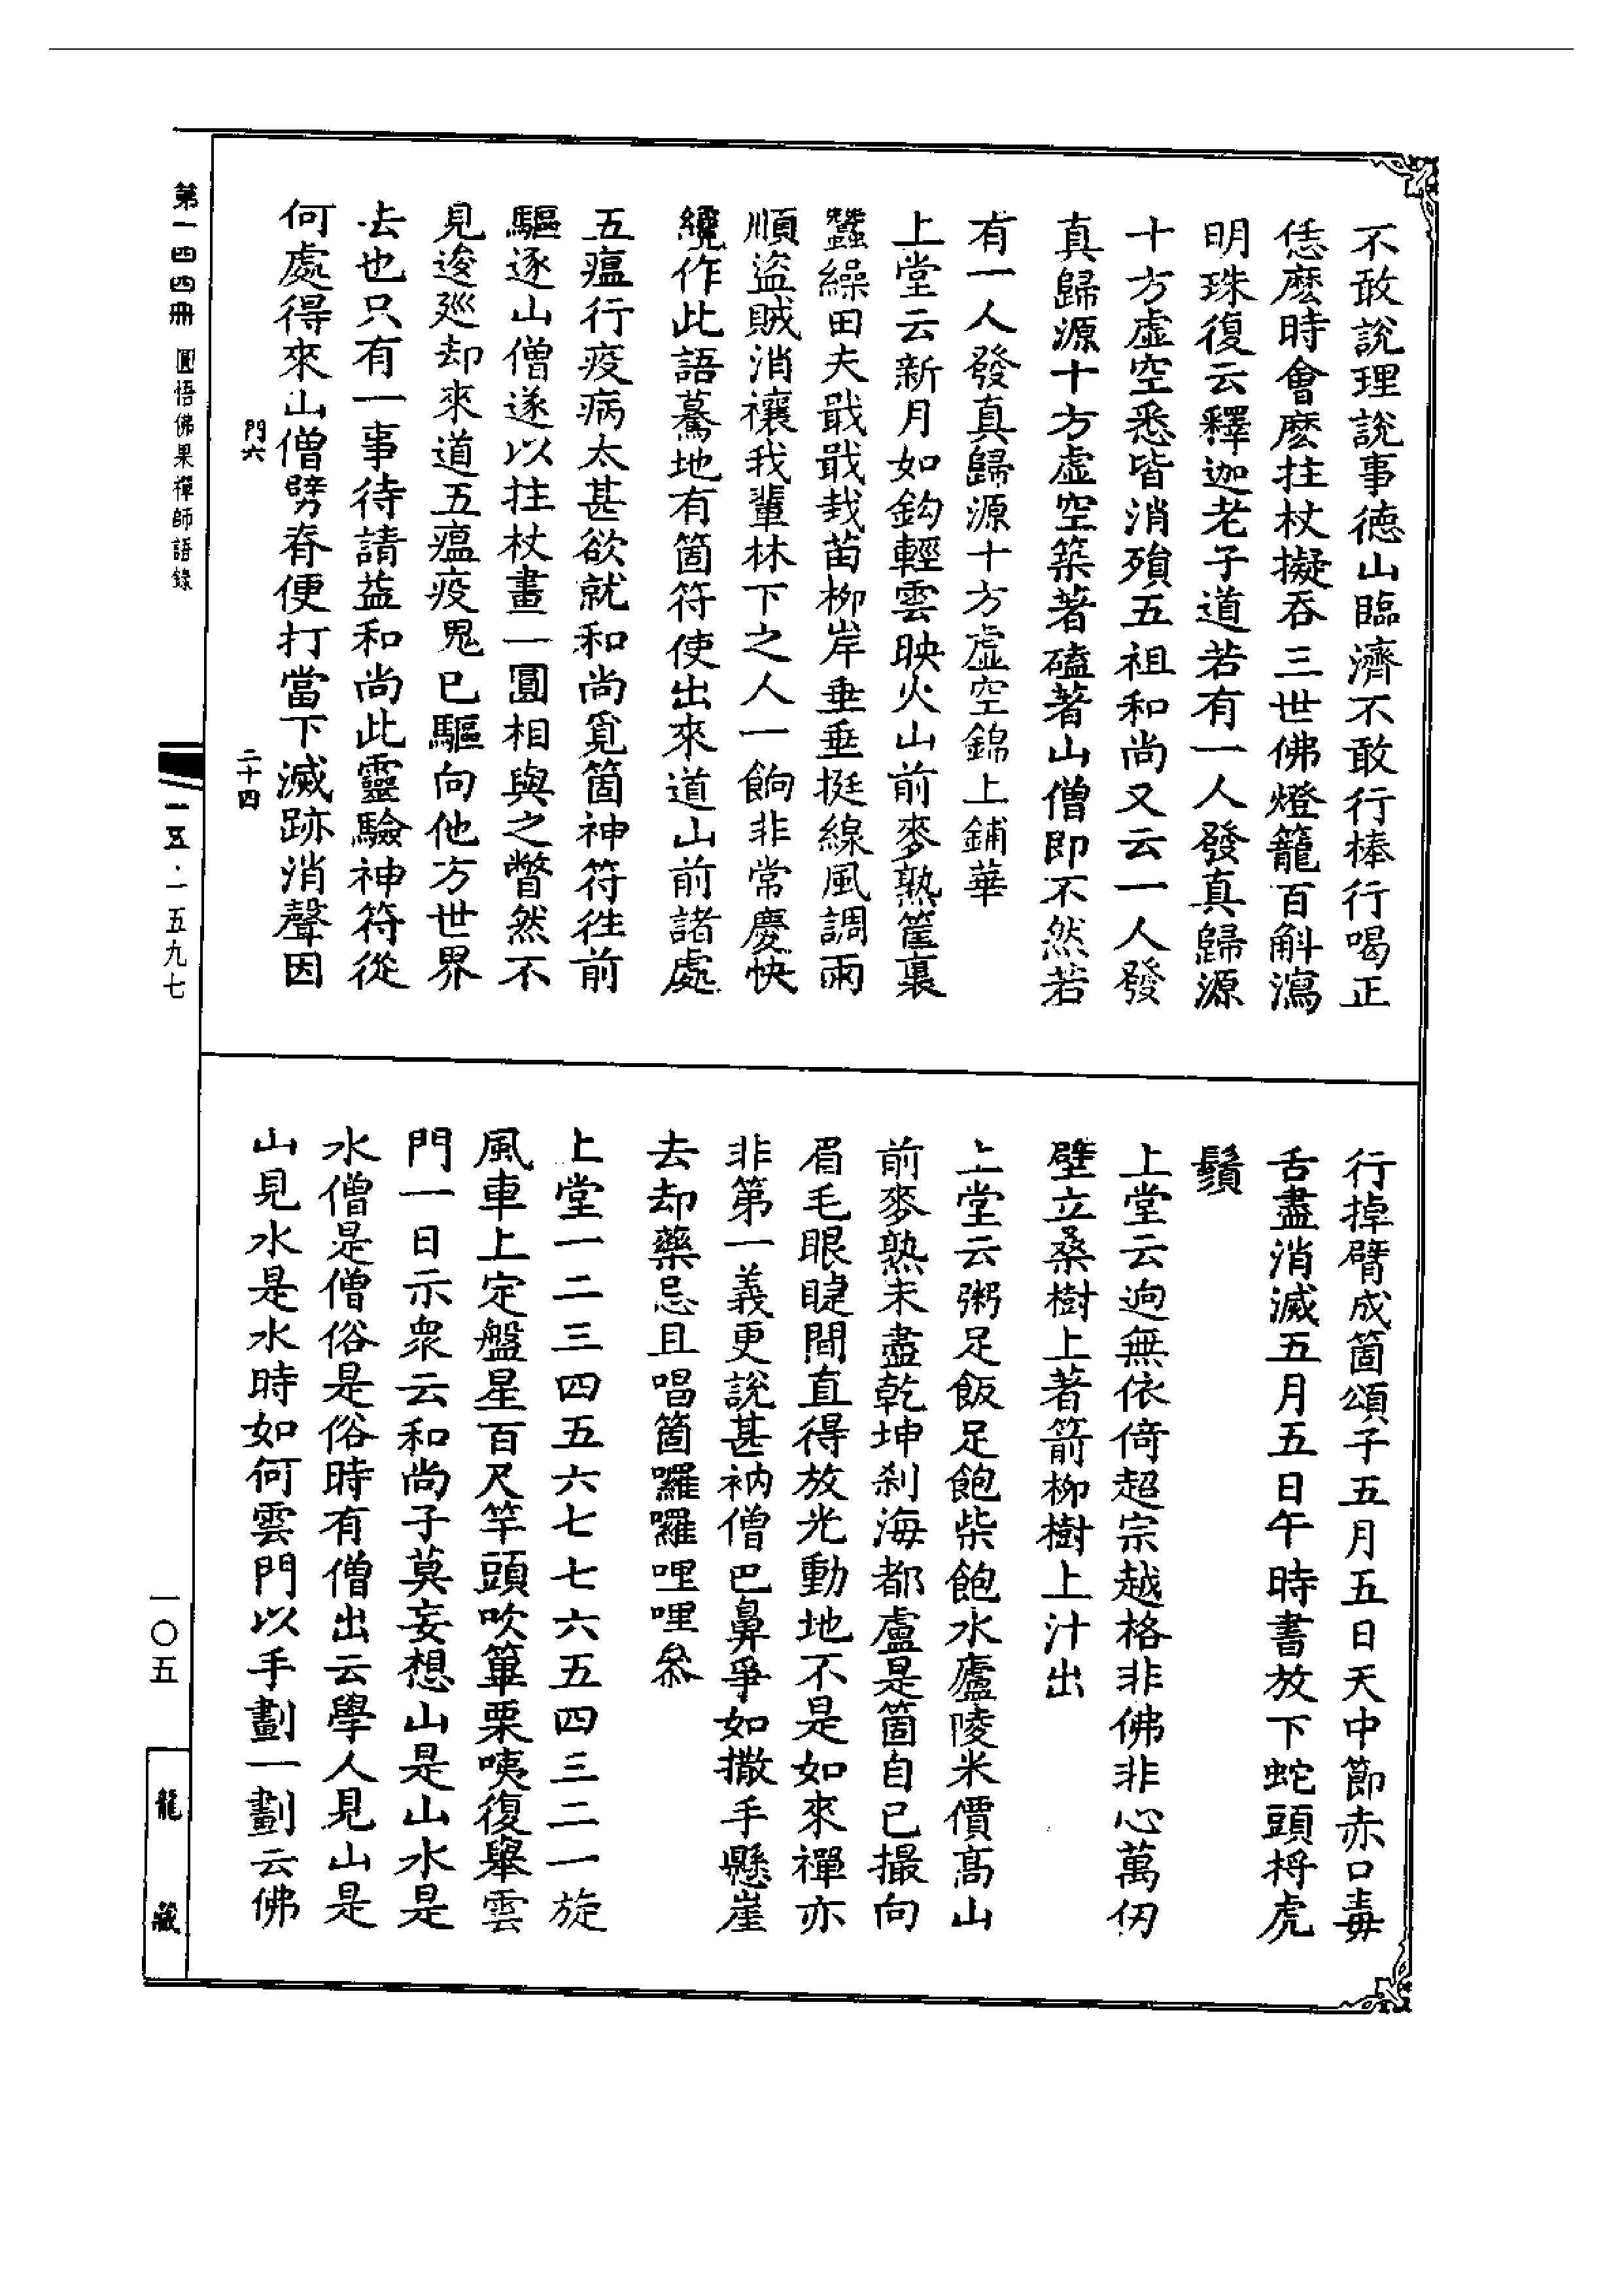 不敢說理說事德山臨濟不敢行棒行喝正
恁麽時會麽拄杖擬吞三世佛燈籠百斛瀉
明珠復云釋迦老子道若有一人發真歸源
十方虛空悉皆消殞五祖和尚又云一人發
真歸源十方虛空築著磕著山僧即不然若
有一人發真歸源十方虛空錦上鋪華
上堂云新月如鈎輕雲映火山前麥熟筐裏
蠶繰田夫戢戢栽苗柳岸垂垂挺線風調雨
順盜賊消禳我輩林下之人一餉非常慶快
纔作此語驀地有箇符使出來道山前諸處
五瘟行疫病太甚欲就和尚覓箇神符往前
驅逐山僧遂以拄杖畫一圓相與之瞥然不
見逡廵却來道五瘟疫鬼已驅向他方世界
去也只有一事待請益和尚此靈驗神符從
何處得來山僧劈脊便打當下滅跡消聲因
門六
二十四
行掉臂成箇頌子五月五日天中節赤口毒
舌盡消滅五月五日午時書放下蛇頭捋虎
鬚
上堂云逈無依倚超宗越格非佛非心萬仞
壁立桑樹上著箭柳樹上汁出
上堂云粥足飯足飽柴飽水廬陵米價高山
前麥熟未盡乾坤刹海都盧是箇自己撮向
眉毛眼睫間直得放光動地不是如來禪亦
非第一義更說甚衲僧巴鼻爭如撒手懸崖
去却藥忌且唱箇囉囉哩哩叅
上堂一二三四五六七七六五四三二一旋
風車上定盤星百尺竿頭吹篳栗咦復舉雲
門一日示衆云和尚子莫妄想山是山水是
水僧是僧俗是俗時有僧出云學人見山是
山見水是水時如何雲門以手劃一劃云佛
第一四四冊 圓悟佛果禪師語錄
一五·一五九七
一〇五
龍藏